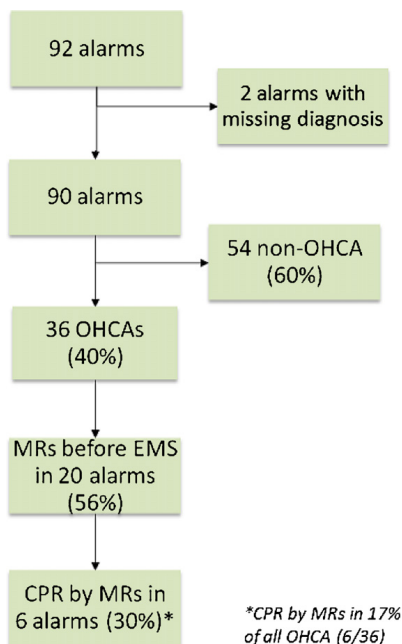 92 alarms
2 alarms with
missing diagnosis
90 alarms
54 non-OHCA
(60%)
36 OHCAs
(40%)
MRs before EMS
in 20 alarms
(56%)
CPR by MRs in
6 alarms (30%)*
*CPR by MRs in 17%
of all OHCA (6/36)